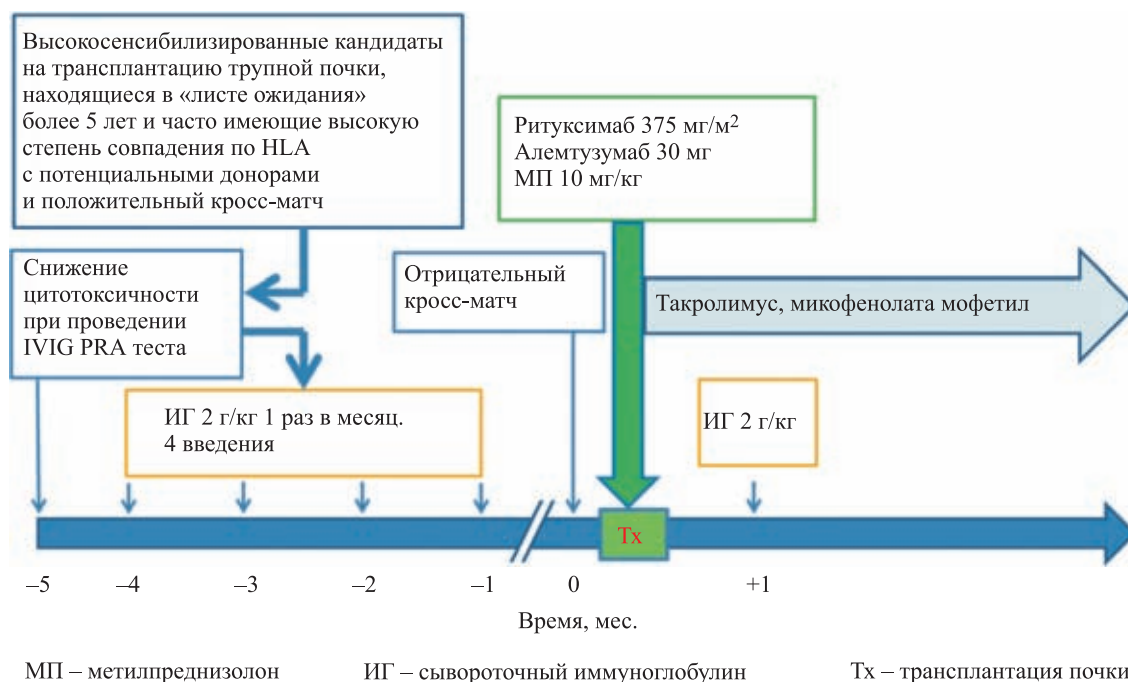 Высокосенсибилизированные кандидаты
на трансплантацию трупной почки,
находящиеся в «листе ожидания»
более 5 лет и часто имеющие высокую
степень совпадения по HLA
с потенциальными донорами
и положительный кросс-матч
Ритуксимаб 375 мг/м²
Алемтузумаб 30 мг
МП 10 мг/кг
Снижение
цитотоксичности
при проведении
IVIG PRA теста
Отрицательный
кросс-матч
Такролимус, микофенолата мофетил
ИГ 2 г/кг 1 раз в месяц.
4 введения
ИГ 2 г/кг
Tx
–5 –4 –3 –2 –1 0 +1
Время, мес.
МП – метилпреднизолон ИГ – сывороточный иммуноглобулин Тх – трансплантация почки